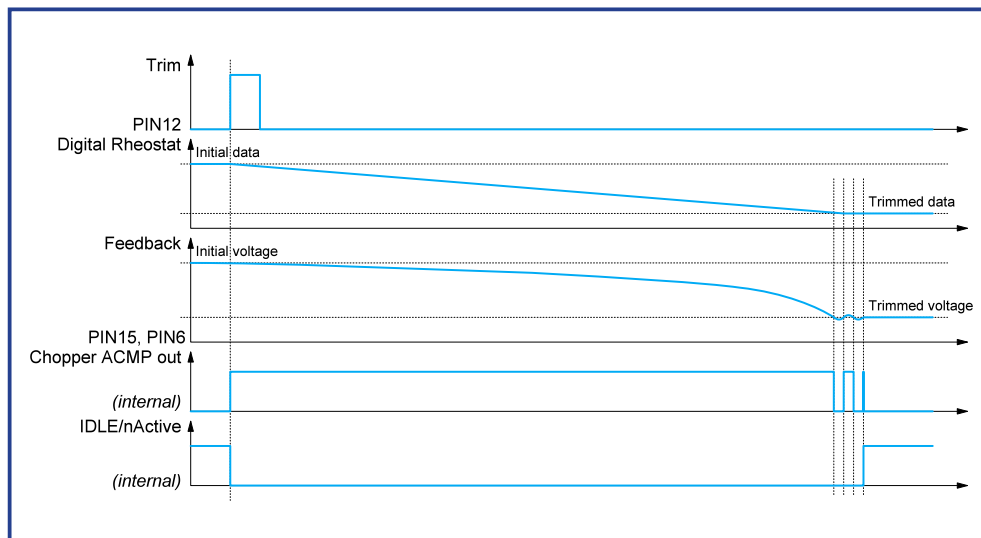 Trim
PIN12
Digital Rheostat
Initial data
Trimmed data
Feedback
Initial voltage
Trimmed voltage
PIN15, PIN6
Chopper ACMP out
(internal)
IDLE/nActive
(internal)